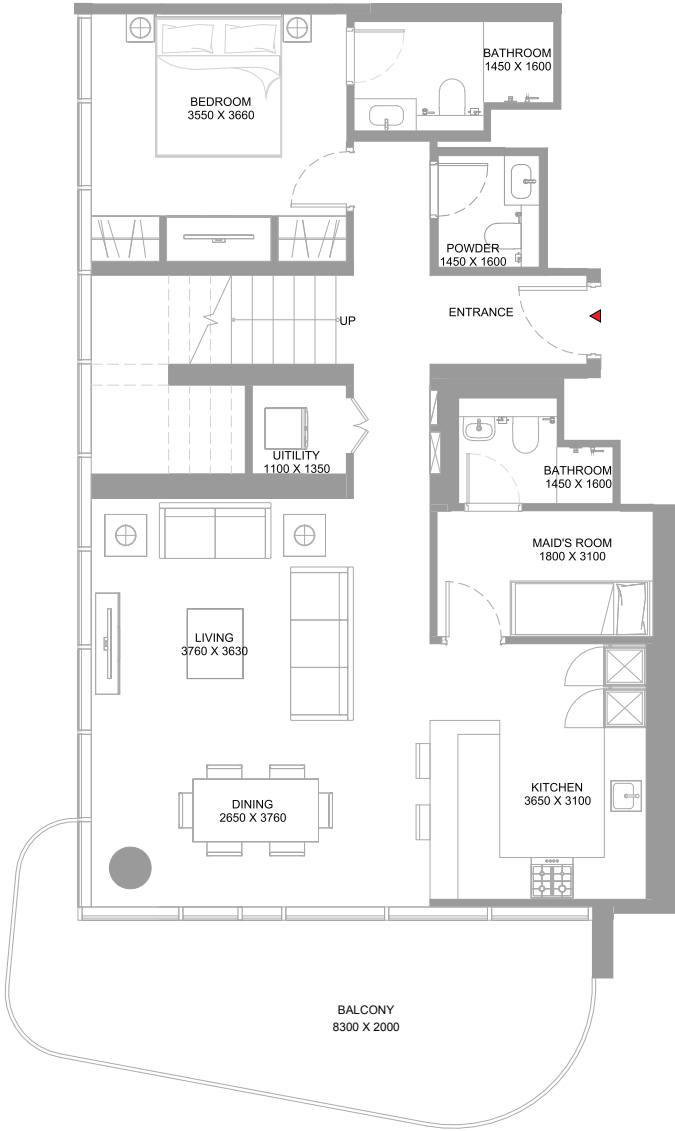 BATHROOM
1450 X 1600
BEDROOM
3550 X 3660
POWDER
1450 X 1600
ENTRANCE
UP
UITILITY
1100 X 1350
BATHROOM
1450 X 1600
MAID'S ROOM
1800 X 3100
LIVING
3760 X 3630
KITCHEN
3650 X 3100
DINING
2650 X 3760
BALCONY
8300 X 2000